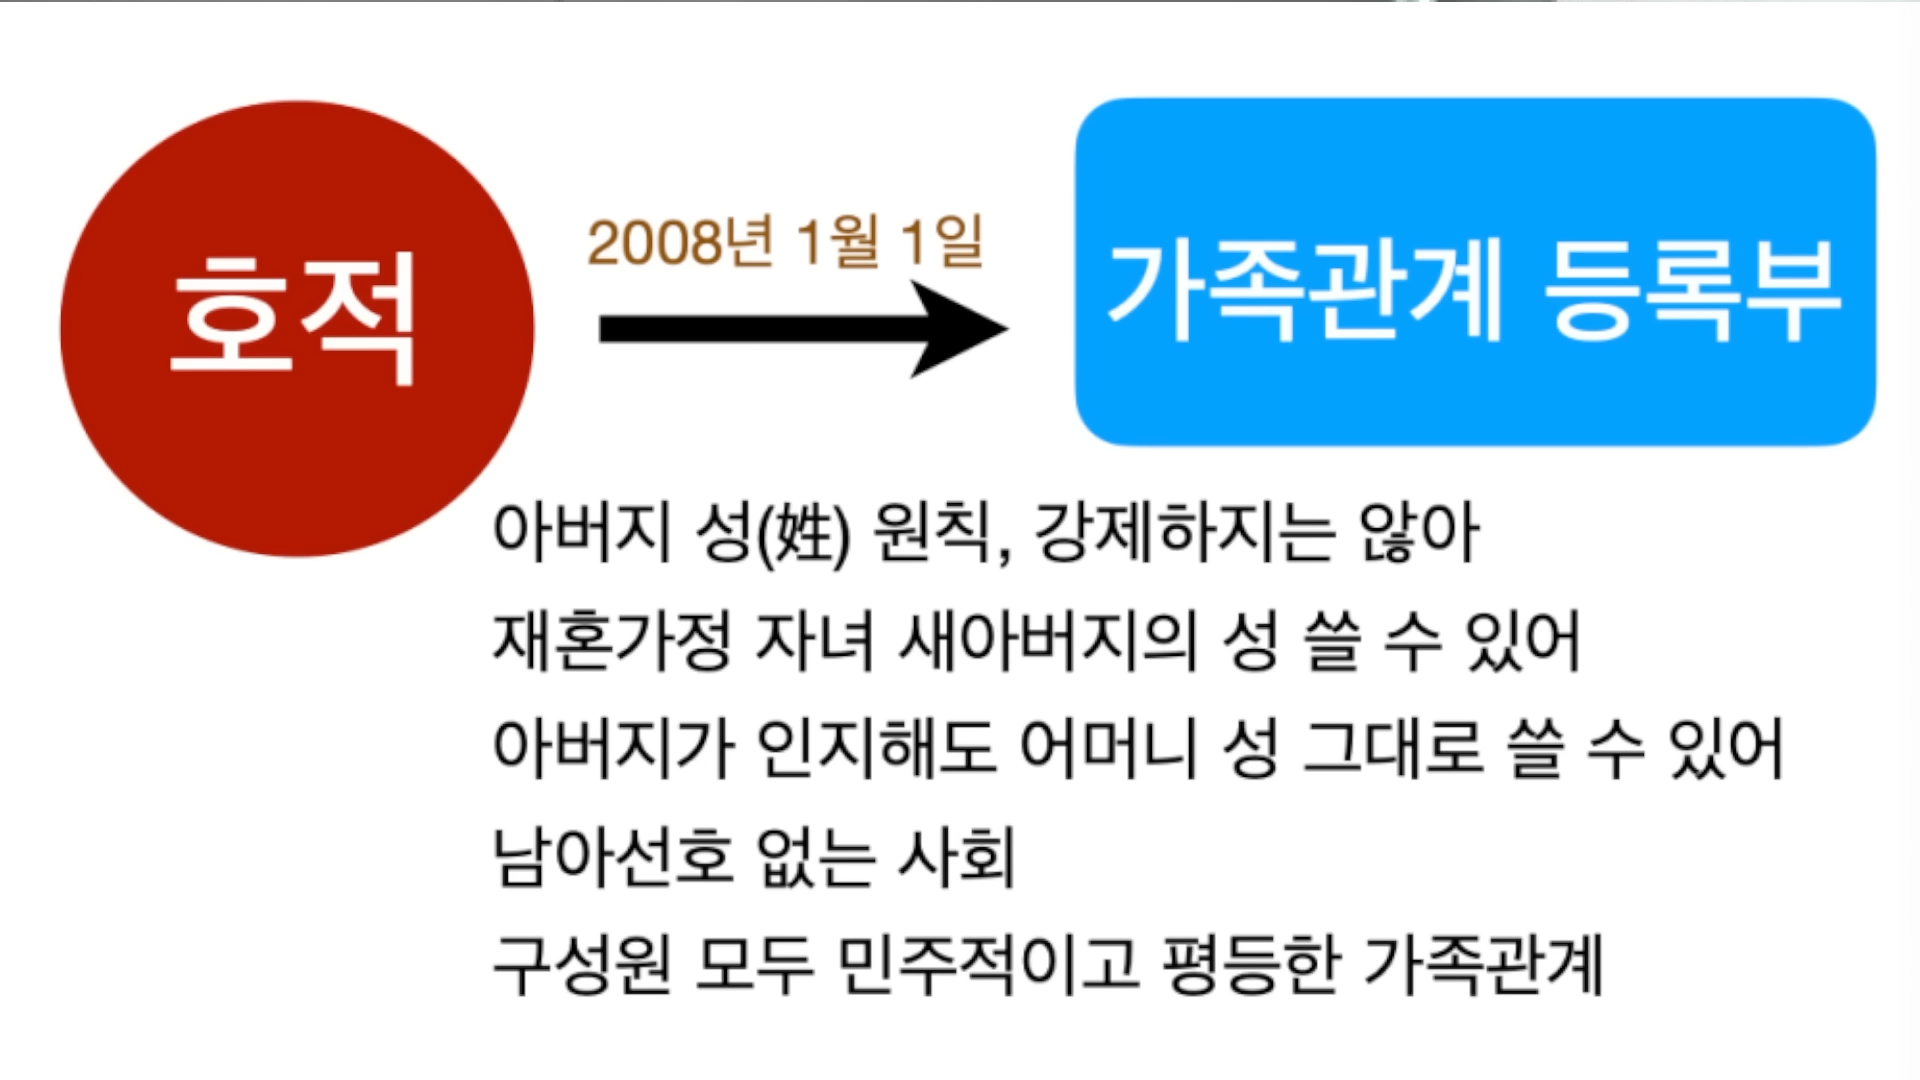 호적
2008년 1월 1일
가족관계 등록부
아버지 성(姓) 원칙, 강제하지는 않아
재혼가정 자녀 새아버지의 성 쓸 수 있어
아버지가 인지해도 어머니 성 그대로 쓸 수 있어
남아선호 없는 사회
구성원 모두 민주적이고 평등한 가족관계